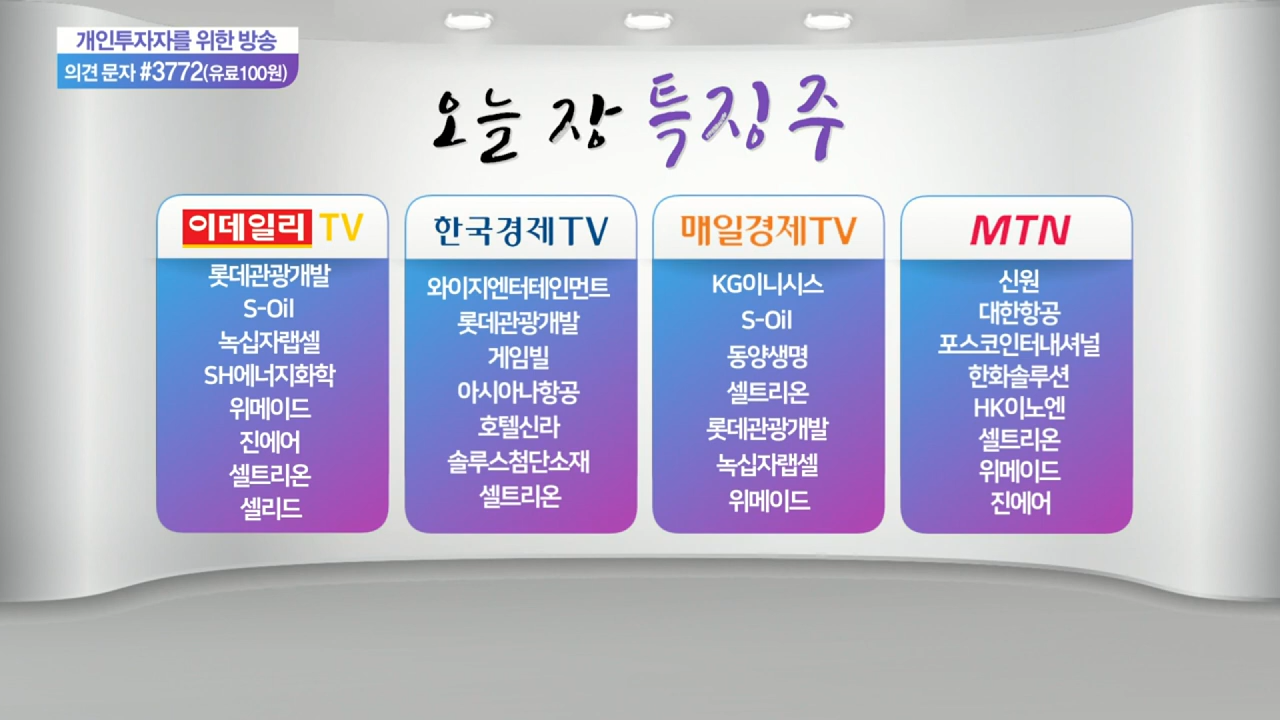 개인투자자를 위한 방송
의견 문자 #3772(유료100원)
오늘 장 특징주
이데일리 TV
롯데관광개발
S-Oil
녹십자랩셀
SH에너지화학
위메이드
진에어
셀트리온
셀리드
한국경제TV
와이지엔터테인먼트
롯데관광개발
게임빌
아시아나항공
호텔신라
솔루스첨단소재
셀트리온
매일경제TV
KG이니시스
S-Oil
동양생명
셀트리온
롯데관광개발
녹십자랩셀
위메이드
MTN
신원
대한항공
포스코인터내셔널
한화솔루션
HK이노엔
셀트리온
위메이드
진에어